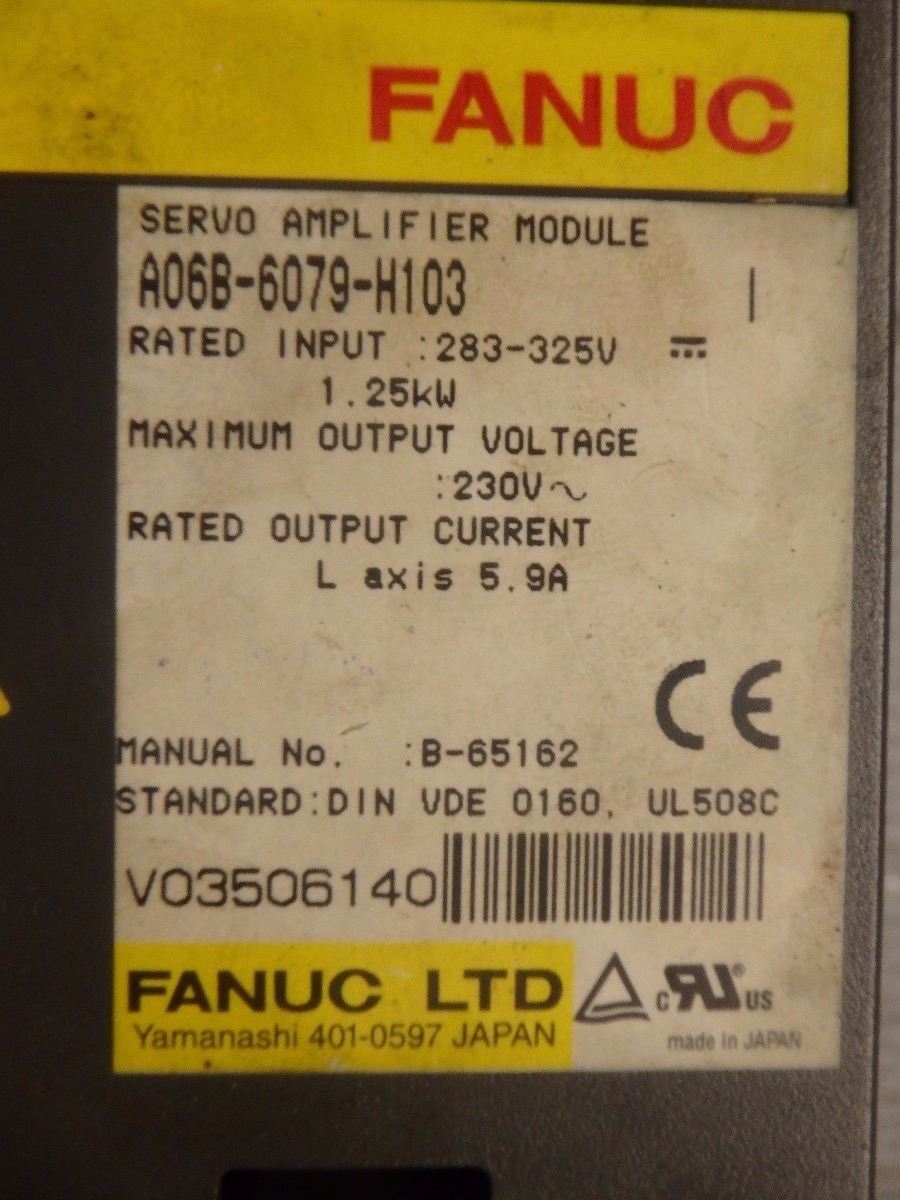 FANUC
SERVO AMPLIFIER MODULE
A06B-6079-H103 I
RATED INPUT :283-325V ⎓
1.25kW
MAXIMUM OUTPUT VOLTAGE
:230V∼
RATED OUTPUT CURRENT
L axis 5.9A
CE
MANUAL No. :B-65162
STANDARD:DIN VDE 0160, UL508C
V03506140
FANUC LTD
Yamanashi 401-0597 JAPAN
c RU ® US
made in JAPAN